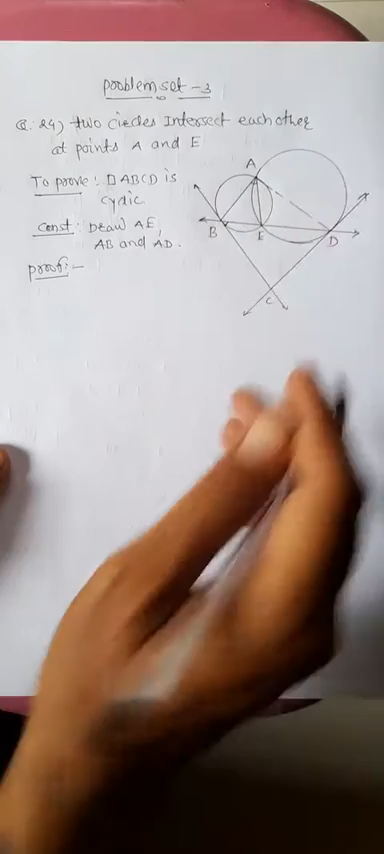 problem set - 3
Q. 24) two circles Intersect each other
at points A and E
To prove : □ABCD is
cyclic
const : Draw AE,
AB and AD.
proof :-
A
B
E
D
C